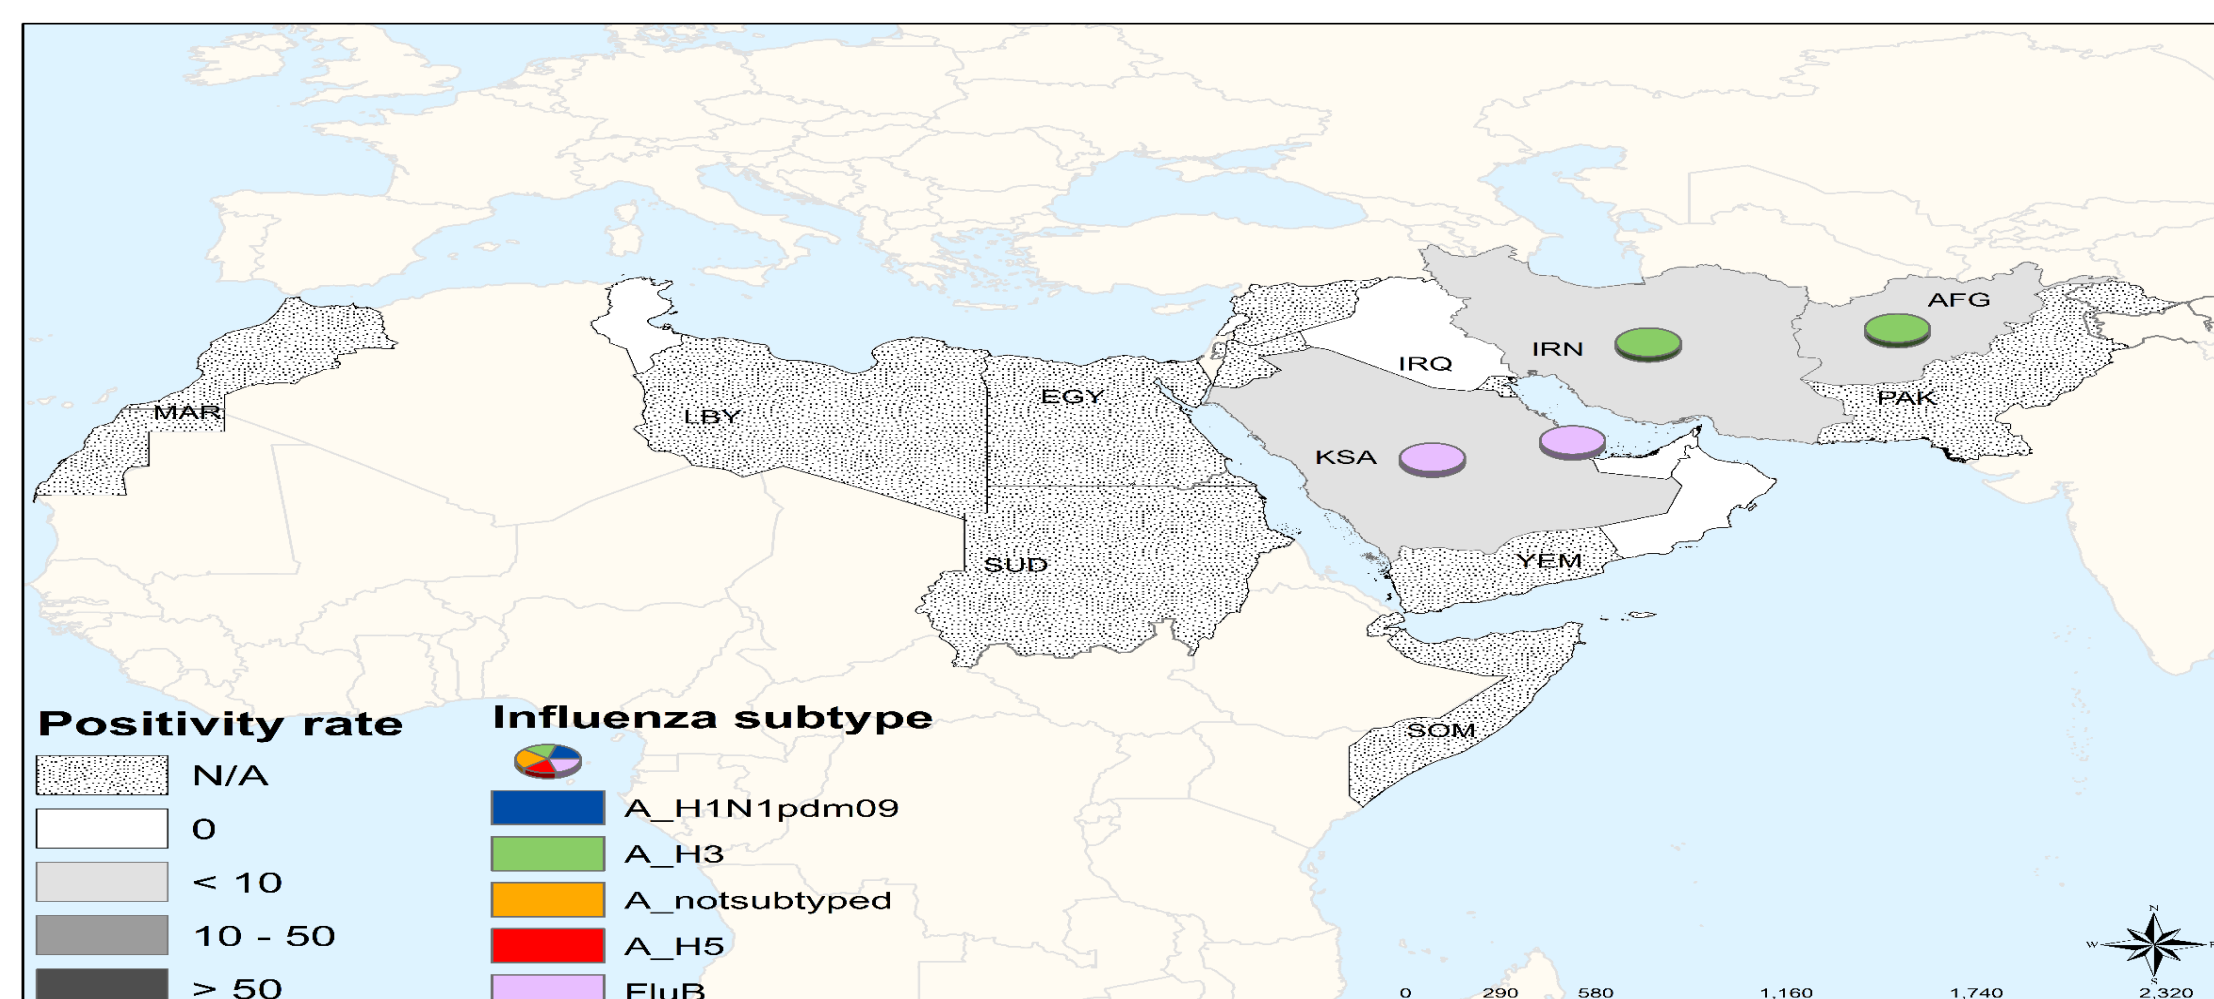 AFG
IRN
IRQ
PAK
EGY
MAR
LBY
KSA
YEM
SUD
SOM
Positivity rate
N/A
0
< 10
10 - 50
> 50
Influenza subtype
A_H1N1pdm09
A_H3
A_notsubtyped
A_H5
FluB
N
W
E
S
0 290 580 1,160 1,740 2,320